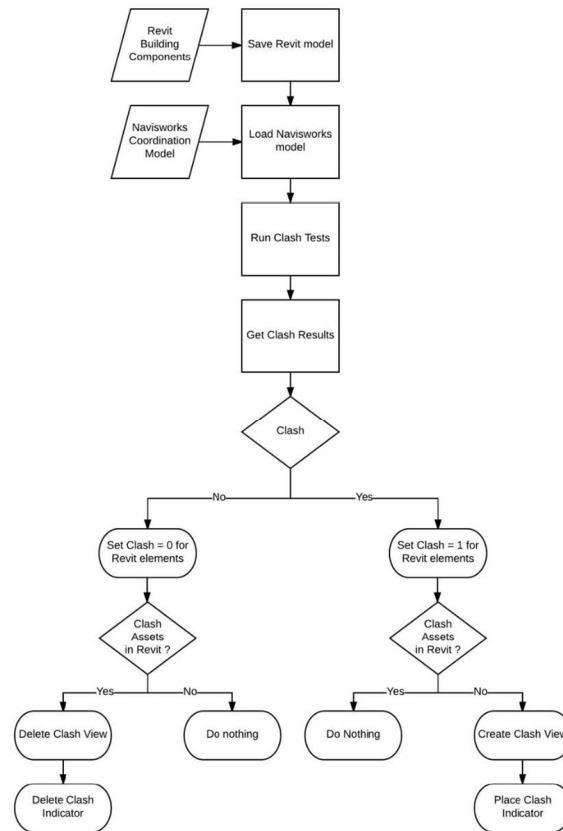 Revit
Building
Components
Save Revit model
Navisworks
Coordination
Model
Load Navisworks
model
Run Clash Tests
Get Clash Results
Clash
No
Yes
Set Clash = 0 for
Revit elements
Set Clash = 1 for
Revit elements
Clash
Assets
in Revit ?
Clash
Assets
in Revit ?
Yes
No
Yes
No
Delete Clash View
Do nothing
Do Nothing
Create Clash View
Delete Clash
Indicator
Place Clash
Indicator